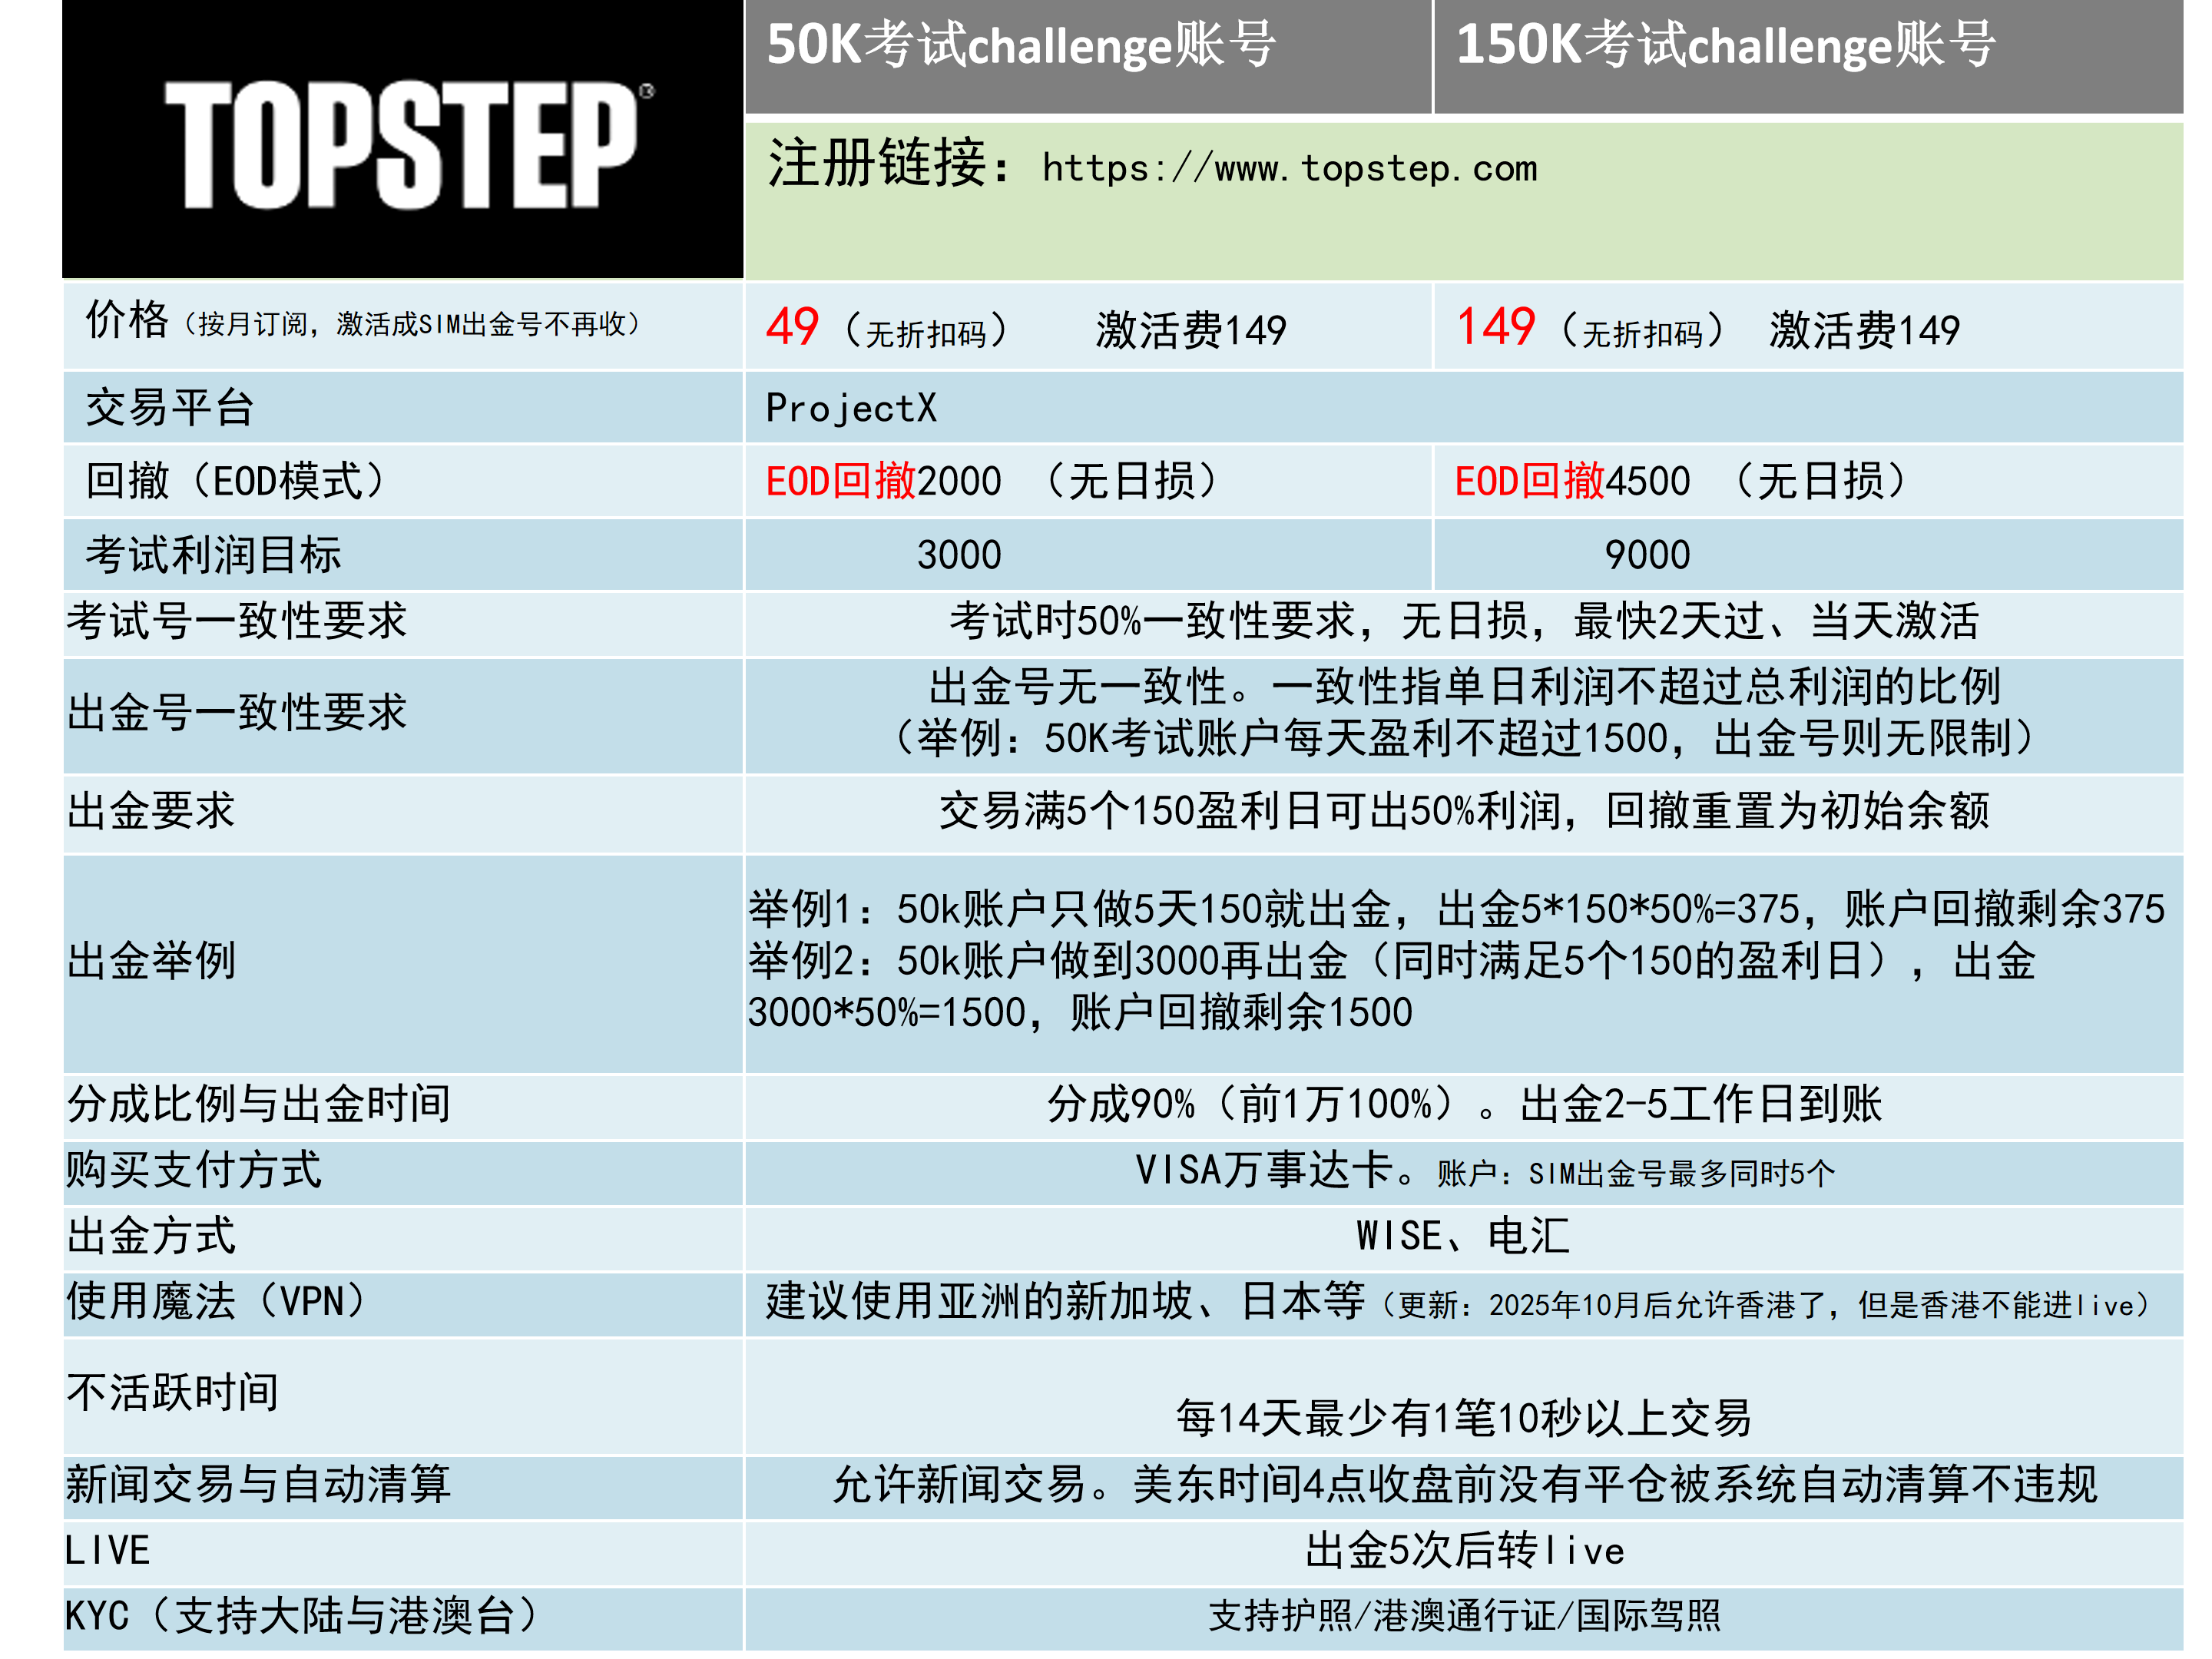 TOPSTEP®
50K考试challenge账号
150K考试challenge账号
注册链接：https://www.topstep.com
价格（按月订阅，激活成SIM出金号不再收）
49（无折扣码） 激活费149
149（无折扣码） 激活费149
交易平台
ProjectX
回撤（EOD模式）
EOD回撤2000 （无日损）
EOD回撤4500 （无日损）
考试利润目标
3000
9000
考试号一致性要求
考试时50%一致性要求，无日损，最快2天过、当天激活
出金号一致性要求
出金号无一致性。一致性指单日利润不超过总利润的比例
（举例：50K考试账户每天盈利不超过1500，出金号则无限制）
出金要求
交易满5个150盈利日可出50%利润，回撤重置为初始余额
出金举例
举例1：50k账户只做5天150就出金，出金5*150*50%=375，账户回撤剩余375
举例2：50k账户做到3000再出金（同时满足5个150的盈利日），出金
3000*50%=1500，账户回撤剩余1500
分成比例与出金时间
分成90%（前1万100%）。出金2-5工作日到账
购买支付方式
VISA万事达卡。账户：SIM出金号最多同时5个
出金方式
WISE、电汇
使用魔法（VPN）
建议使用亚洲的新加坡、日本等（更新：2025年10月后允许香港了，但是香港不能进live）
不活跃时间
每14天最少有1笔10秒以上交易
新闻交易与自动清算
允许新闻交易。美东时间4点收盘前没有平仓被系统自动清算不违规
LIVE
出金5次后转live
KYC（支持大陆与港澳台）
支持护照/港澳通行证/国际驾照